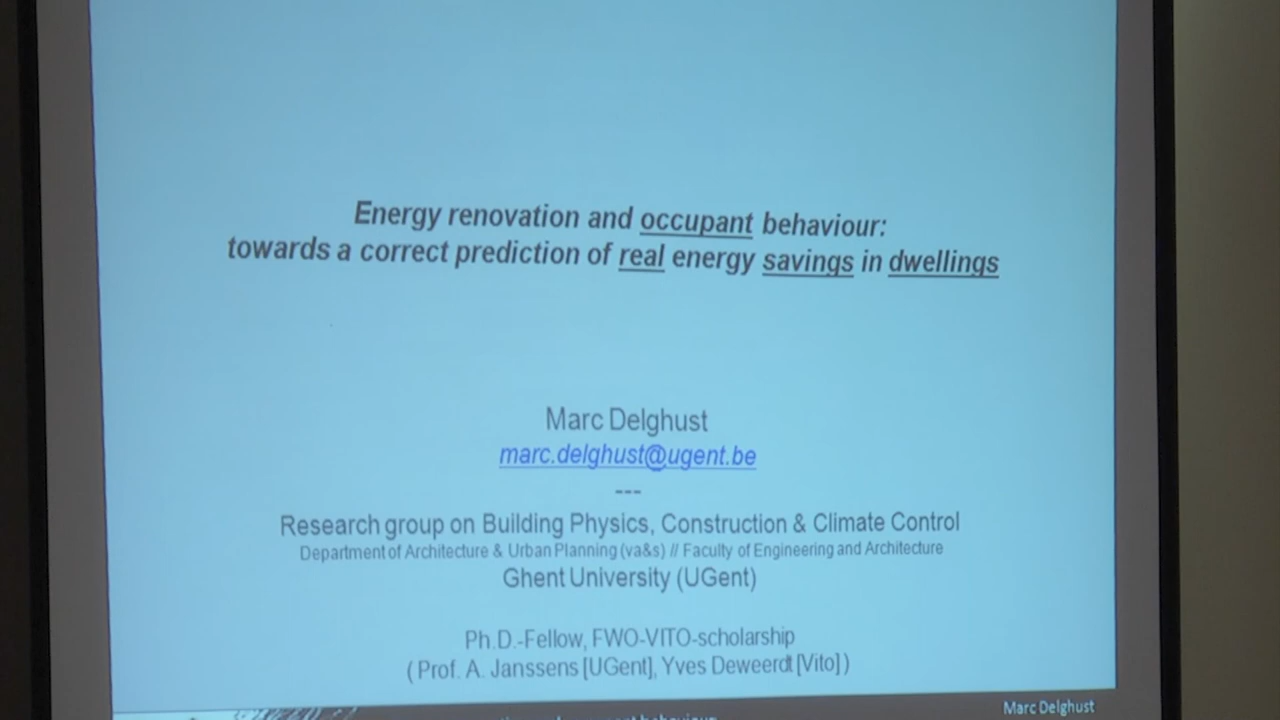 Energy renovation and occupant behaviour:
towards a correct prediction of real energy savings in dwellings
Marc Delghust
marc.delghust@ugent.be
---
Research group on Building Physics, Construction & Climate Control
Department of Architecture & Urban Planning (va&s) // Faculty of Engineering and Architecture
Ghent University (UGent)
Ph.D.-Fellow, FWO-VITO-scholarship
( Prof. A. Janssens [UGent], Yves Deweerdt [Vito] )
Marc Delghust